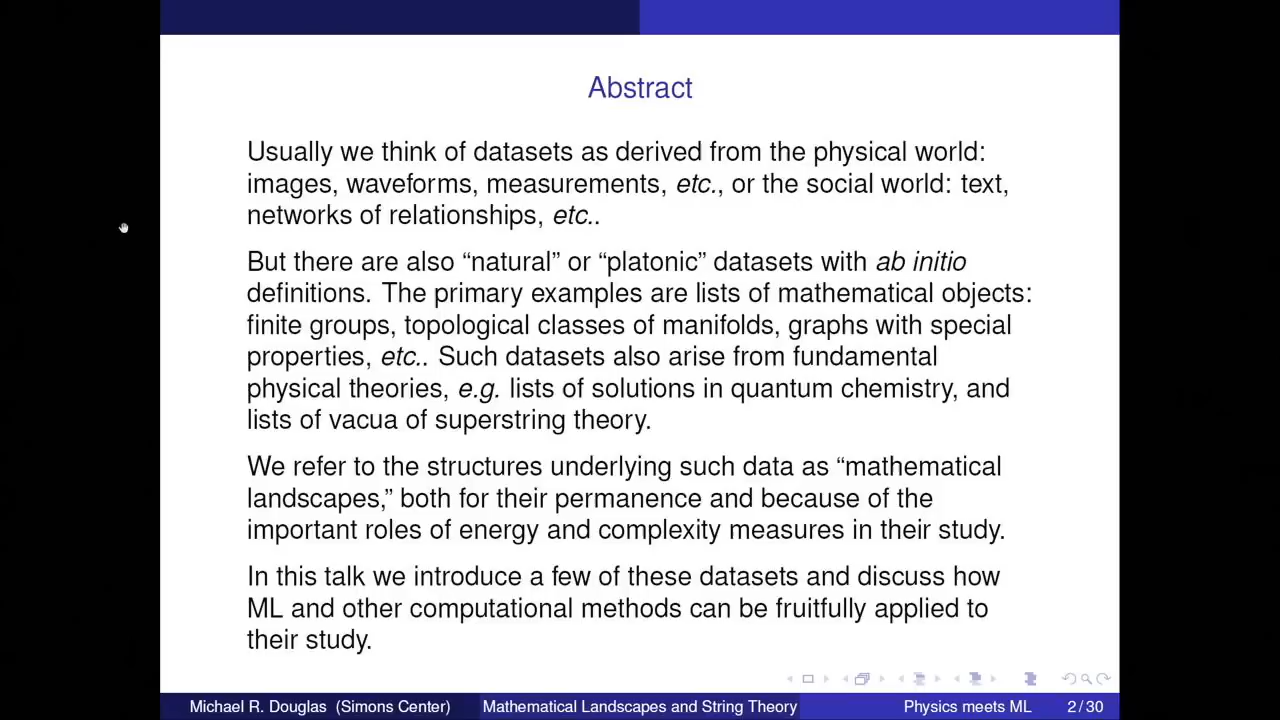 Abstract
Usually we think of datasets as derived from the physical world:
images, waveforms, measurements, etc., or the social world: text,
networks of relationships, etc..
But there are also “natural” or “platonic” datasets with ab initio
definitions. The primary examples are lists of mathematical objects:
finite groups, topological classes of manifolds, graphs with special
properties, etc.. Such datasets also arise from fundamental
physical theories, e.g. lists of solutions in quantum chemistry, and
lists of vacua of superstring theory.
We refer to the structures underlying such data as “mathematical
landscapes,” both for their permanence and because of the
important roles of energy and complexity measures in their study.
In this talk we introduce a few of these datasets and discuss how
ML and other computational methods can be fruitfully applied to
their study.
Michael R. Douglas (Simons Center) Mathematical Landscapes and String Theory Physics meets ML 2 / 30